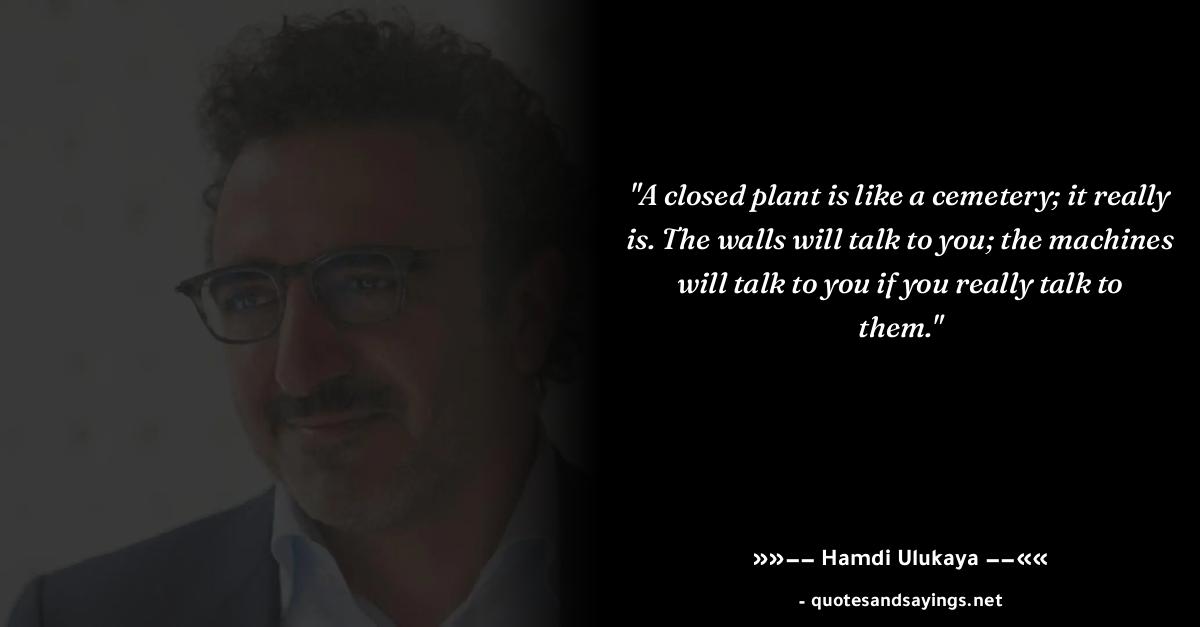 "A closed plant is like a cemetery; it really
is. The walls will talk to you; the machines
will talk to you if you really talk to
them."
»»−− Hamdi Ulukaya −−««
- quotesandsayings.net